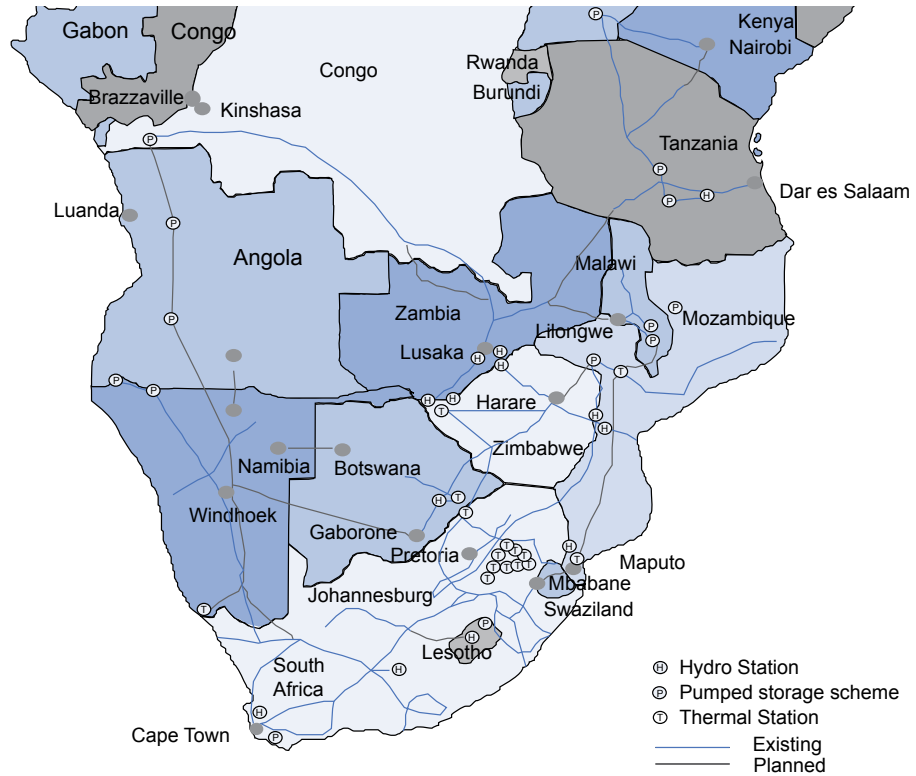 Gabon
Congo
Kenya
Nairobi
Congo
Rwanda
Burundi
Brazzaville
Kinshasa
Tanzania
Dar es Salaam
Luanda
Angola
Malawi
Zambia
Mozambique
Lilongwe
Lusaka
Harare
Zimbabwe
Namibia
Botswana
Windhoek
Gaborone
Pretoria
Maputo
Mbabane
Johannesburg
Swaziland
Lesotho
South
Africa
Cape Town
H Hydro Station
P Pumped storage scheme
T Thermal Station
Existing
Planned
P
P
P
P
H
P
P
P
P
P
H
H
H
P
T
P
P
H
H
T
H
H
H
T
T
T
T
T
T
T
T
T
T
T
H
T
T
P
H
H
H
P